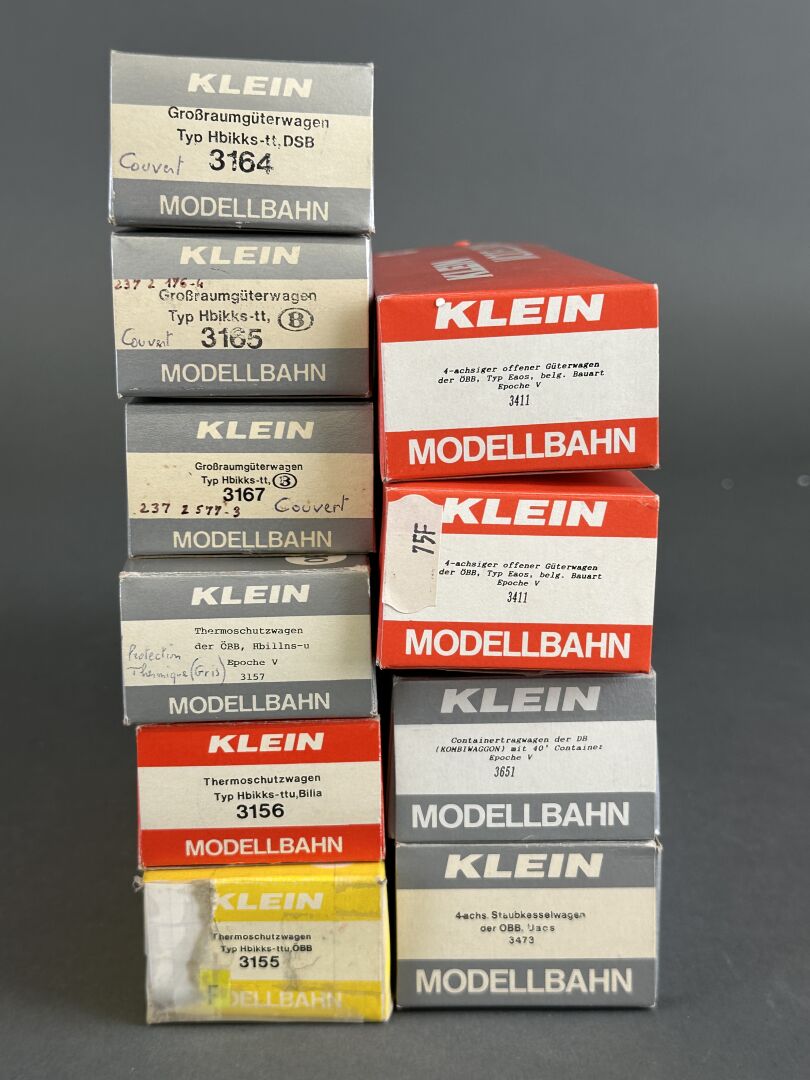 KLEIN
Großraumgüterwagen
Typ Hbikks-tt, DSB
Couvert 3164
MODELLBAHN
KLEIN
237 2 176-4
Großraumgüterwagen
Typ Hbikks-tt, B
Couvert 3165
MODELLBAHN
KLEIN
Großraumgüterwagen
Typ Hbikks-tt, B
3167
237 2 577-3 Couvert
MODELLBAHN
KLEIN
Thermoschutzwagen
der ÖBB, Hbillns-u
Protection
Epoche V
Thermique (Gris) 3157
MODELLBAHN
KLEIN
Thermoschutzwagen
Typ Hbikks-ttu, Bilia
3156
MODELLBAHN
KLEIN
Thermoschutzwagen
Typ Hbikks-ttu, ÖBB
3155
F
DELLBAHN
KLEIN
KLEIN
4-achsiger offener Güterwagen
der ÖBB, Typ Eaos, belg. Bauart
Epoche V
3411
MODELLBAHN
75F
KLEIN
4-achsiger offener Güterwagen
der ÖBB, Typ Eaos, belg. Bauart
Epoche V
3411
MODELLBAHN
KLEIN
Containertragwagen der DB
(KOMBIWAGGON) mit 40' Container
Epoche V
3651
MODELLBAHN
KLEIN
4-achs. Staubkesselwagen
der ÖBB, Uacs
3473
MODELLBAHN